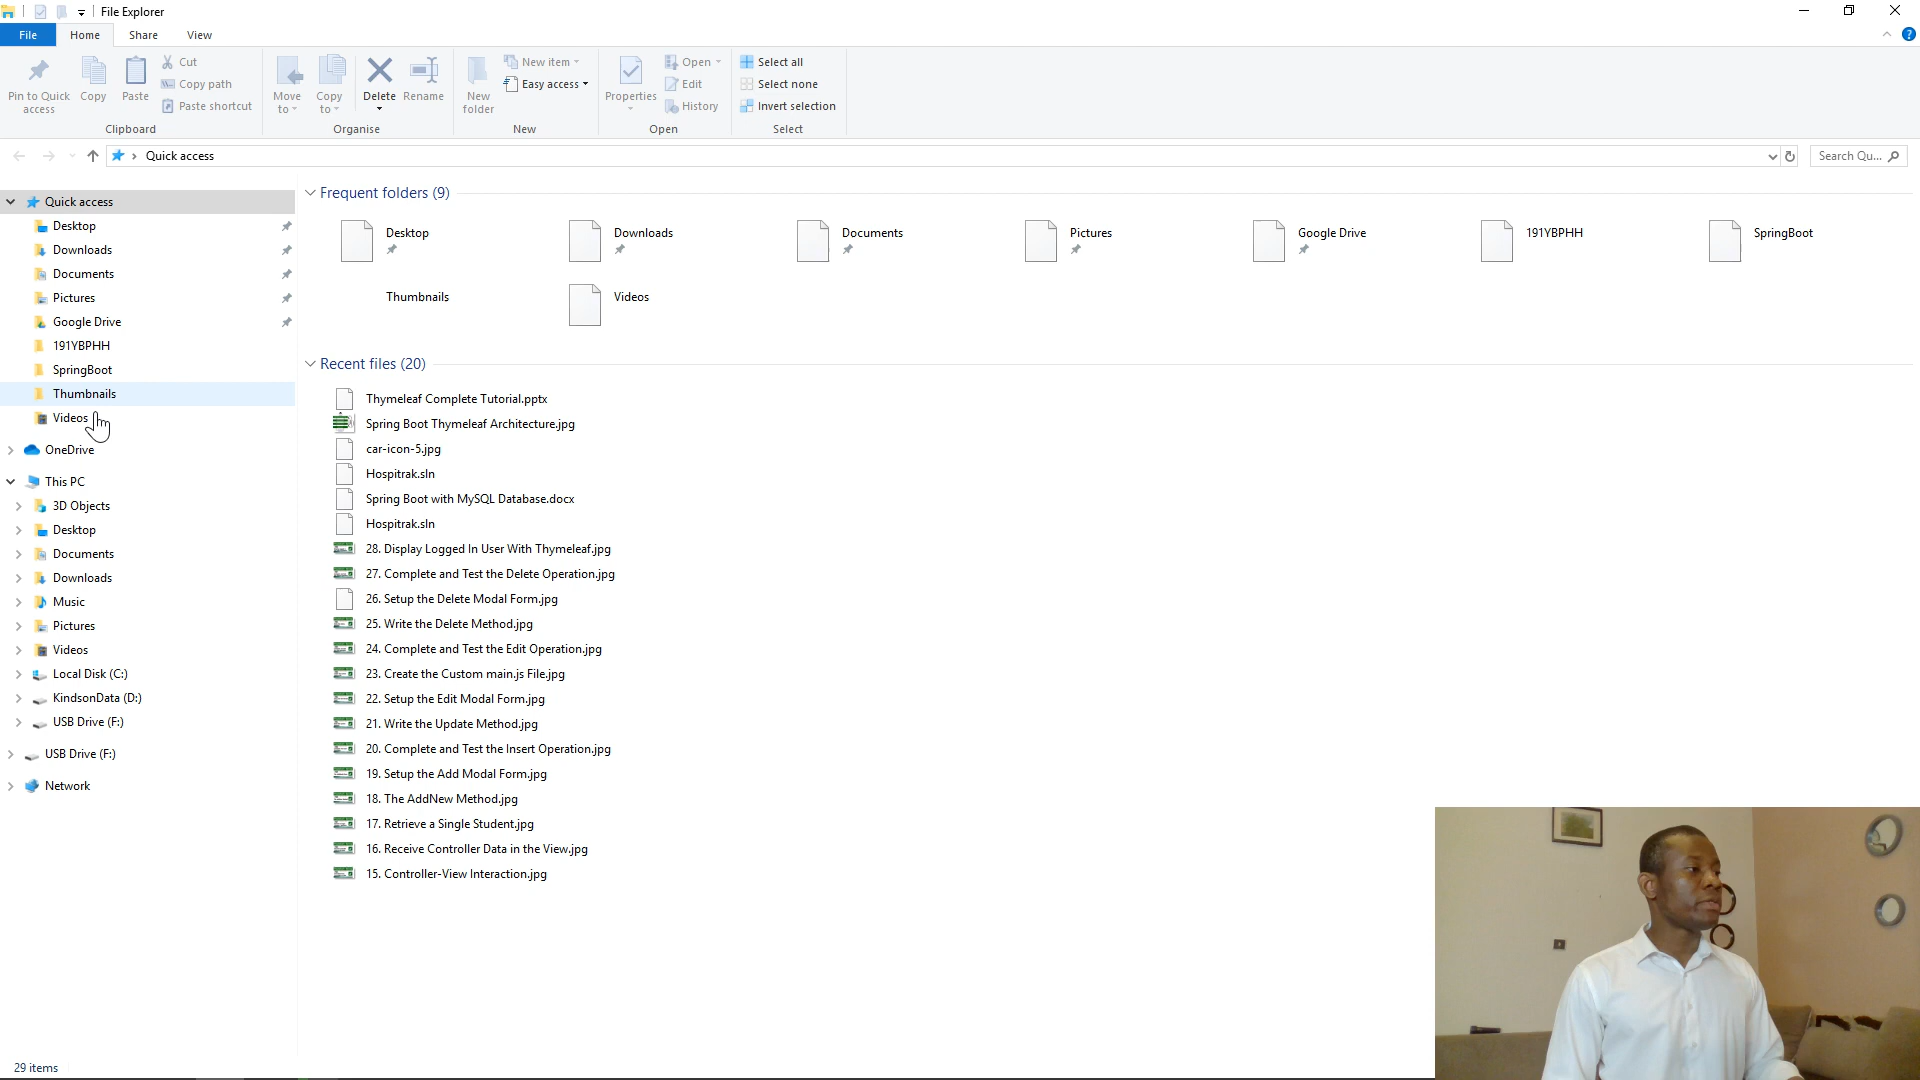 File Explorer
File Home Share View
Pin to Quick access
Copy
Paste
Cut
Copy path
Paste shortcut
Clipboard
Move to
Copy to
Delete
Rename
Organise
New folder
New item
Easy access
New
Properties
Open
Edit
History
Open
Select all
Select none
Invert selection
Select
Quick access
Search Qu...
Quick access
Desktop
Downloads
Documents
Pictures
Google Drive
191YBPHH
SpringBoot
Thumbnails
Videos
OneDrive
This PC
3D Objects
Desktop
Documents
Downloads
Music
Pictures
Videos
Local Disk (C:)
KindsonData (D:)
USB Drive (F:)
USB Drive (F:)
Network
Frequent folders (9)
Desktop Downloads Documents Pictures Google Drive 191YBPHH SpringBoot
Thumbnails Videos
Recent files (20)
Thymeleaf Complete Tutorial.pptx
Spring Boot Thymeleaf Architecture.jpg
car-icon-5.jpg
Hospitrak.sln
Spring Boot with MySQL Database.docx
Hospitrak.sln
28. Display Logged In User With Thymeleaf.jpg
27. Complete and Test the Delete Operation.jpg
26. Setup the Delete Modal Form.jpg
25. Write the Delete Method.jpg
24. Complete and Test the Edit Operation.jpg
23. Create the Custom main.js File.jpg
22. Setup the Edit Modal Form.jpg
21. Write the Update Method.jpg
20. Complete and Test the Insert Operation.jpg
19. Setup the Add Modal Form.jpg
18. The AddNew Method.jpg
17. Retrieve a Single Student.jpg
16. Receive Controller Data in the View.jpg
15. Controller-View Interaction.jpg
29 items